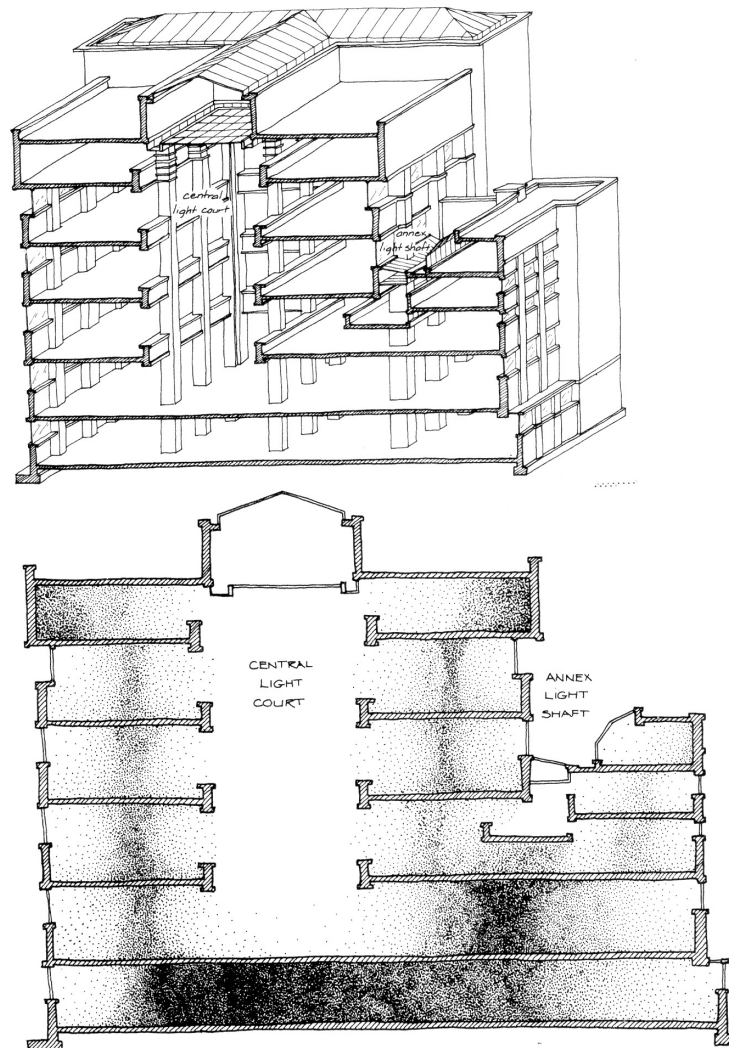 central
light court
annex
light shaft
CENTRAL
LIGHT
COURT
ANNEX
LIGHT
SHAFT